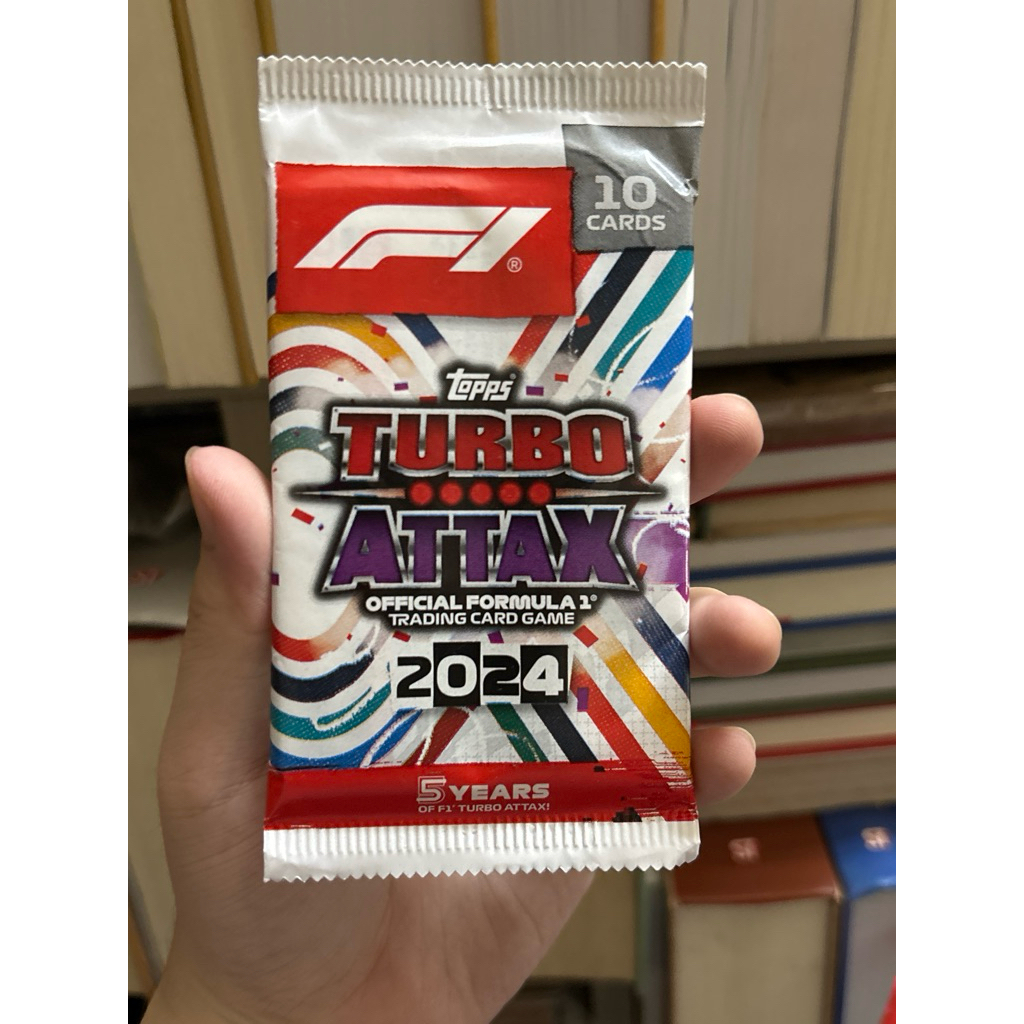 10
CARDS
F1®
topps®
TURBO
ATTAX
OFFICIAL FORMULA 1®
TRADING CARD GAME
2024
5 YEARS
OF F1® TURBO ATTAX!